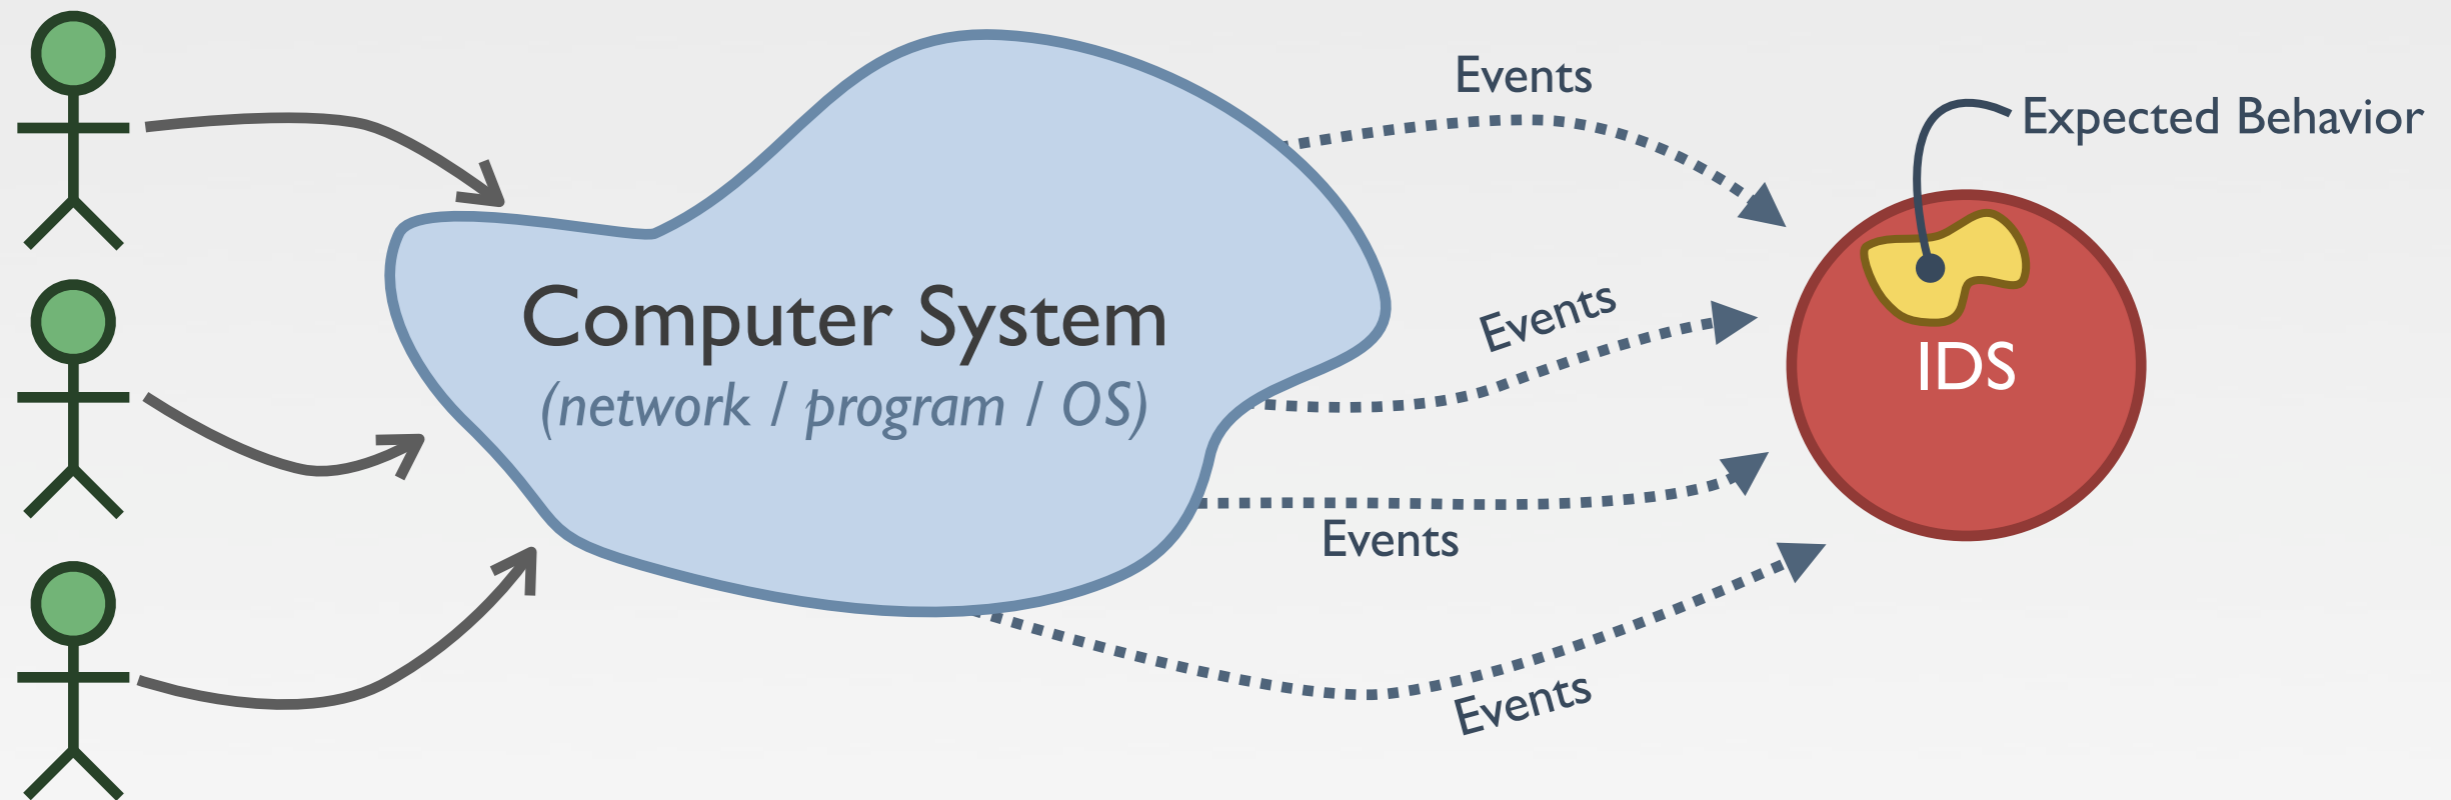 Events
Expected Behavior
Computer System
(network / program / OS)
Events
IDS
Events
Events